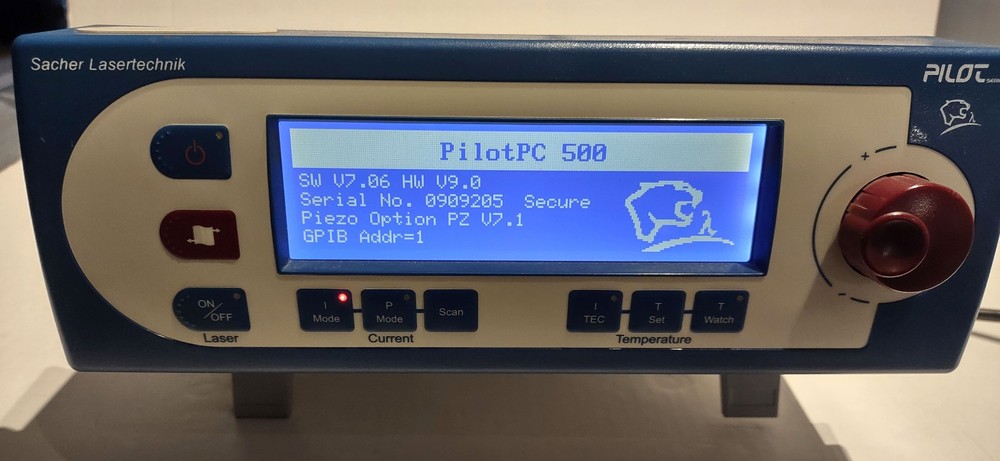 Sacher Lasertechnik
PILOT
PilotPC 500
SW V7.06 HW V9.0
Serial No. 0909205 Secure
Piezo Option PZ V7.1
GPIB Addr=1
ON/OFF
Laser
I Mode
P Mode
Scan
Current
I TEC
T Set
T Watch
Temperature
+
-
λ